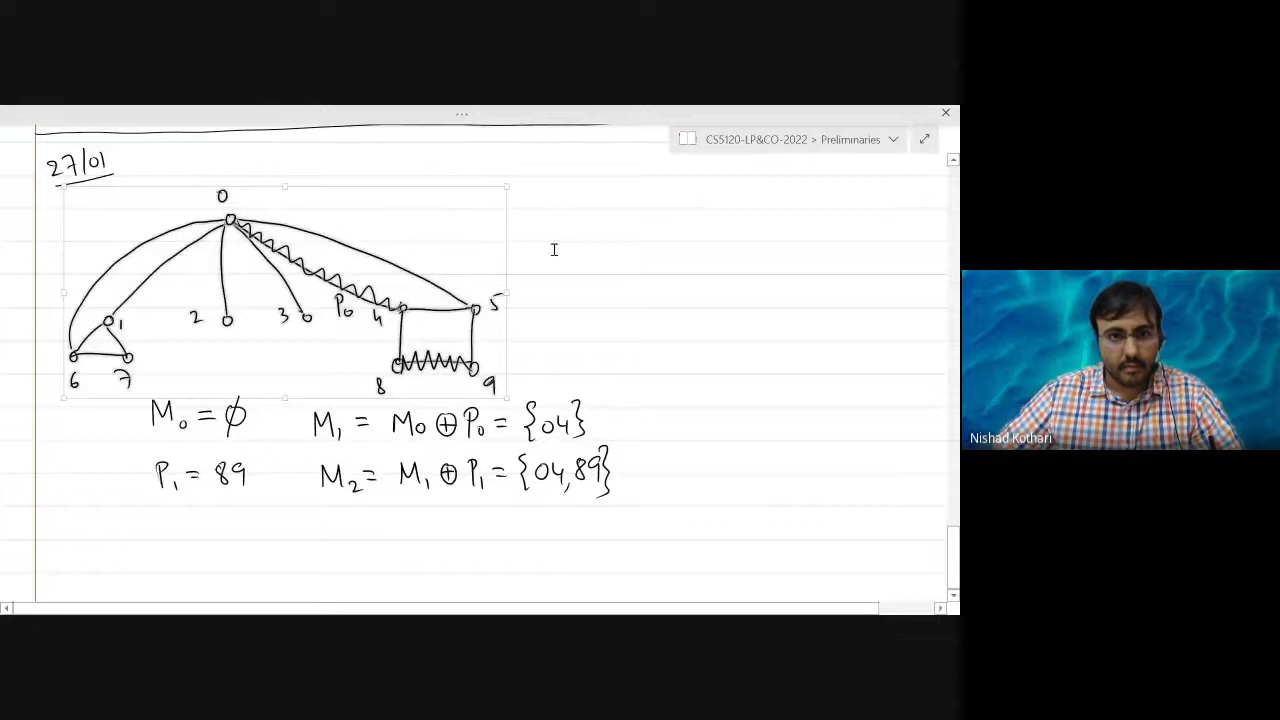 CS5120-LP&CO-2022 > Preliminaries
27/01
0
1
2
3
P₀
4
5
6
7
8
9
M₀ = ∅ M₁ = M₀ ⊕ P₀ = {04}
P₁ = 89 M₂ = M₁ ⊕ P₁ = {04,89}
Nishad Kothari